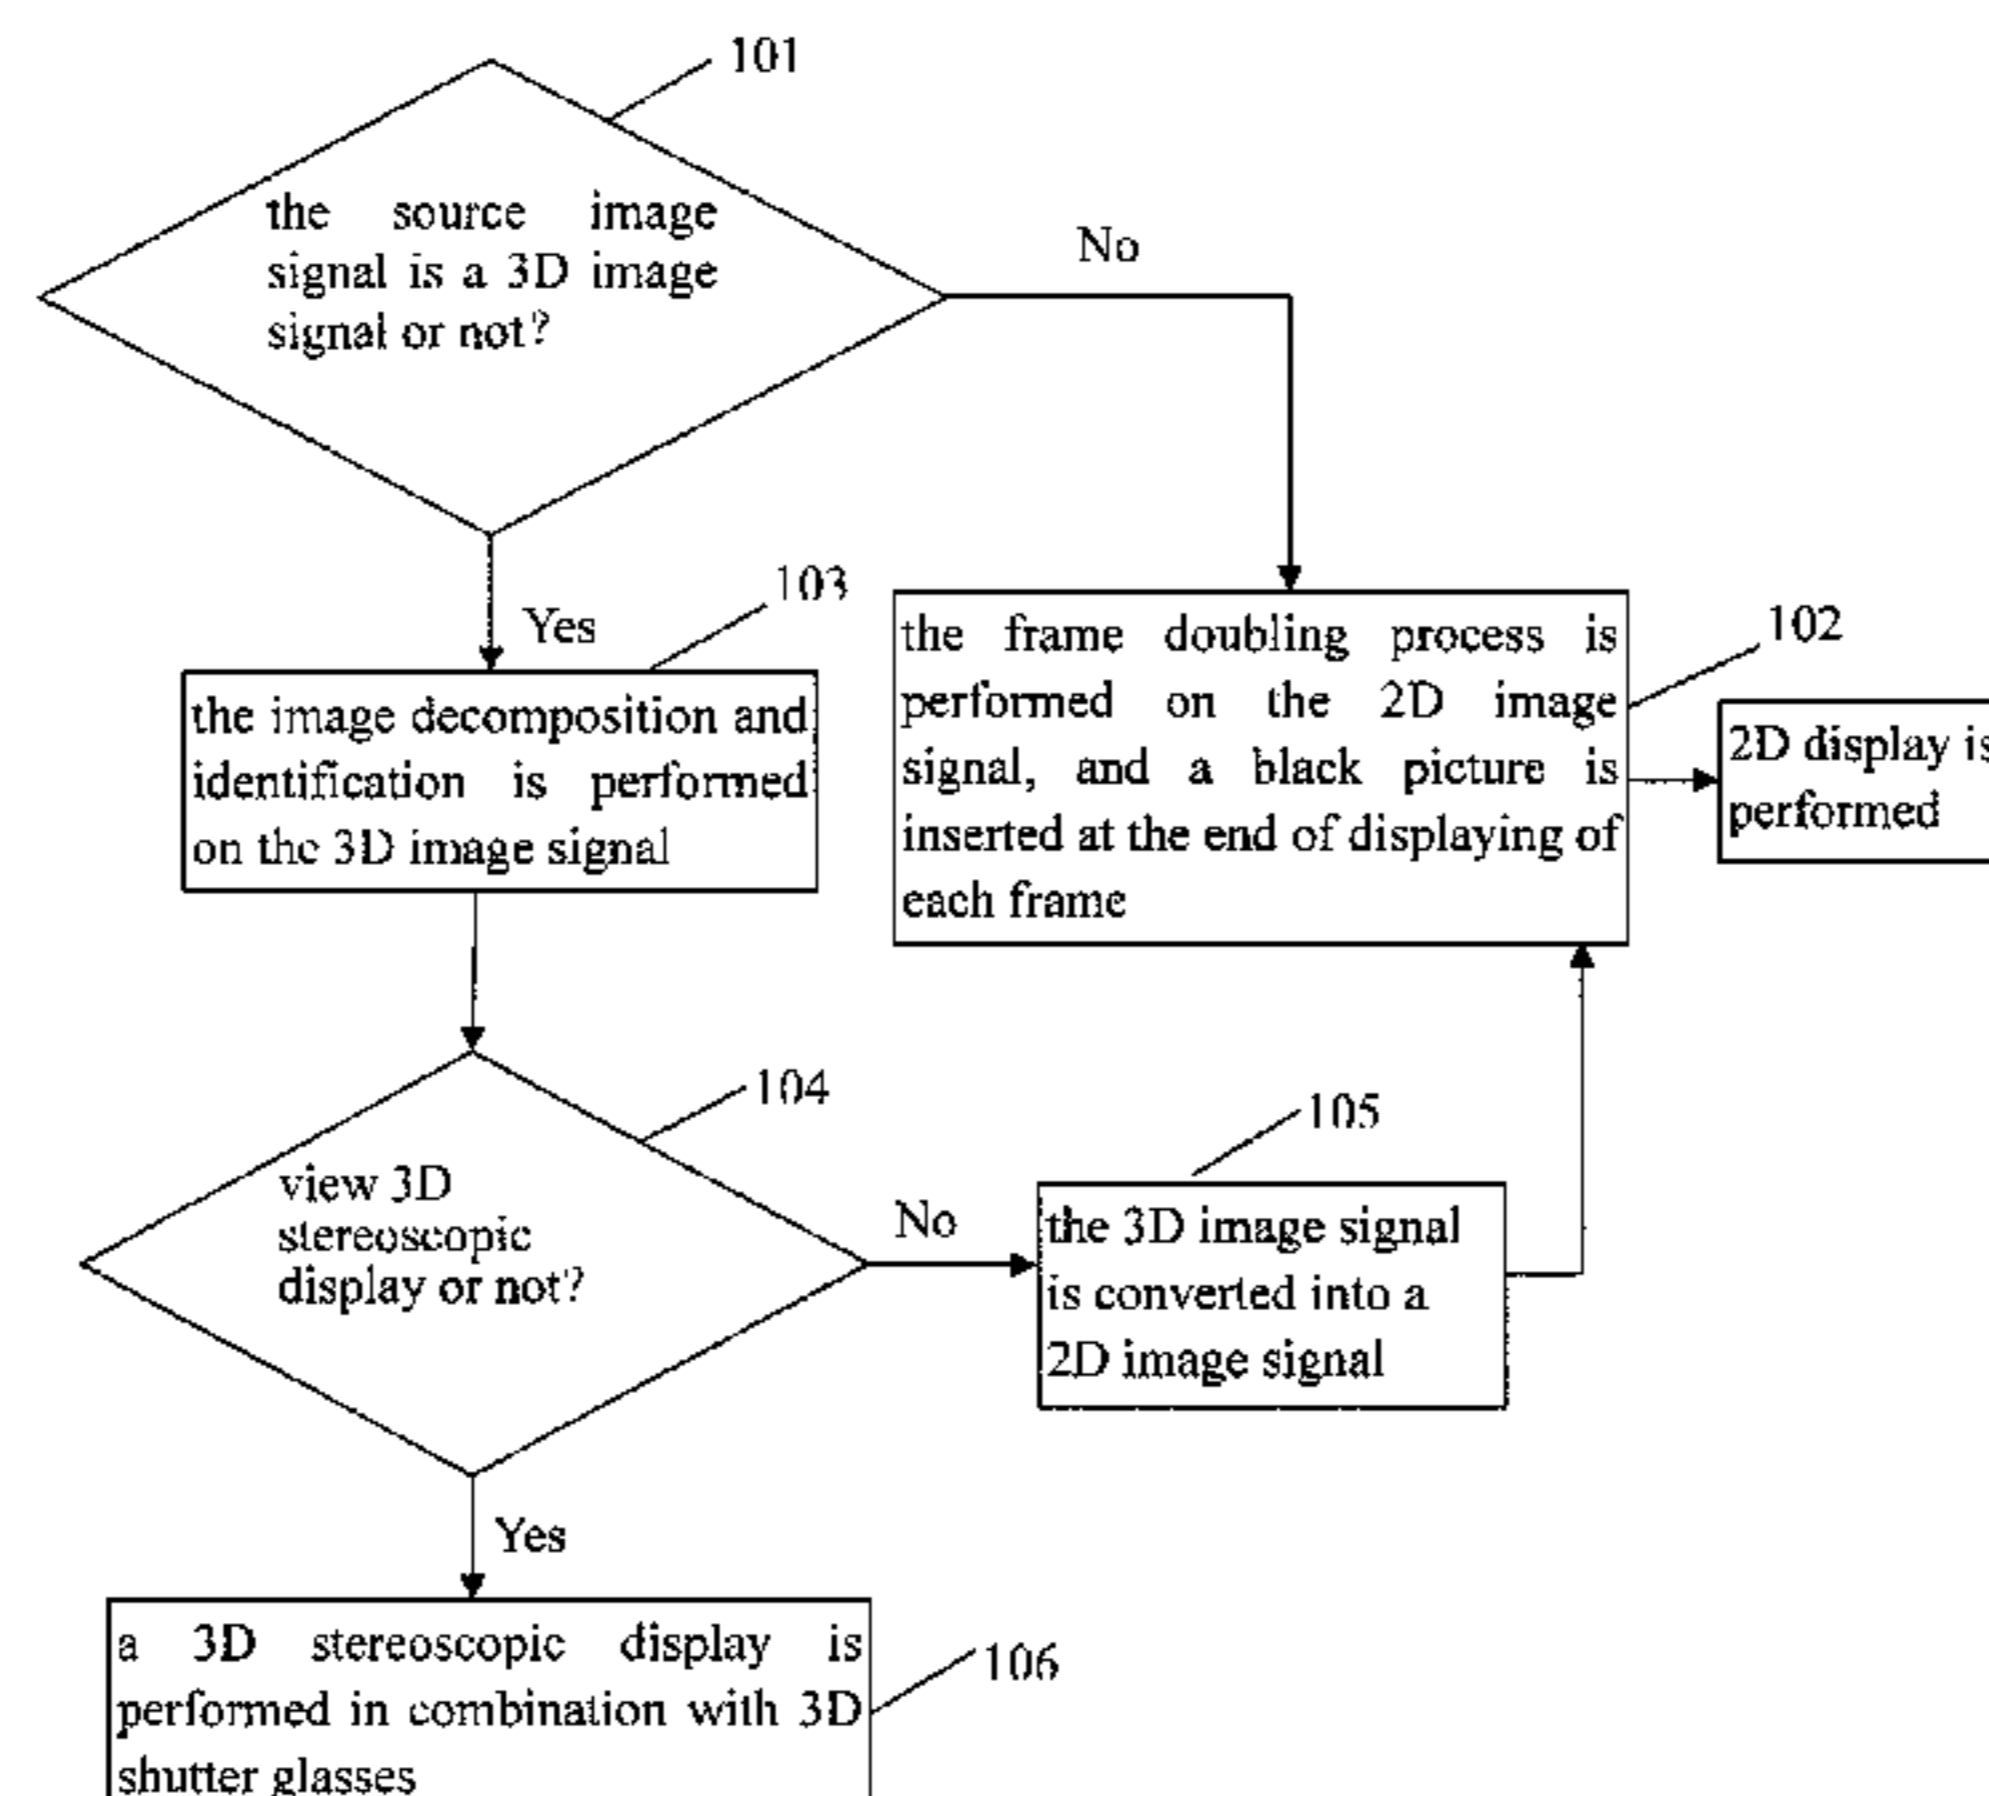 101
the source image
signal is a 3D image
signal or not?
No
Yes
103
the image decomposition and
identification is performed
on the 3D image signal
the frame doubling process is
performed on the 2D image
signal, and a black picture is
inserted at the end of displaying of
each frame
102
2D display is
performed
104
view 3D
stereoscopic
display or not?
No
105
the 3D image signal
is converted into a
2D image signal
Yes
a 3D stereoscopic display is
performed in combination with 3D
shutter glasses
106